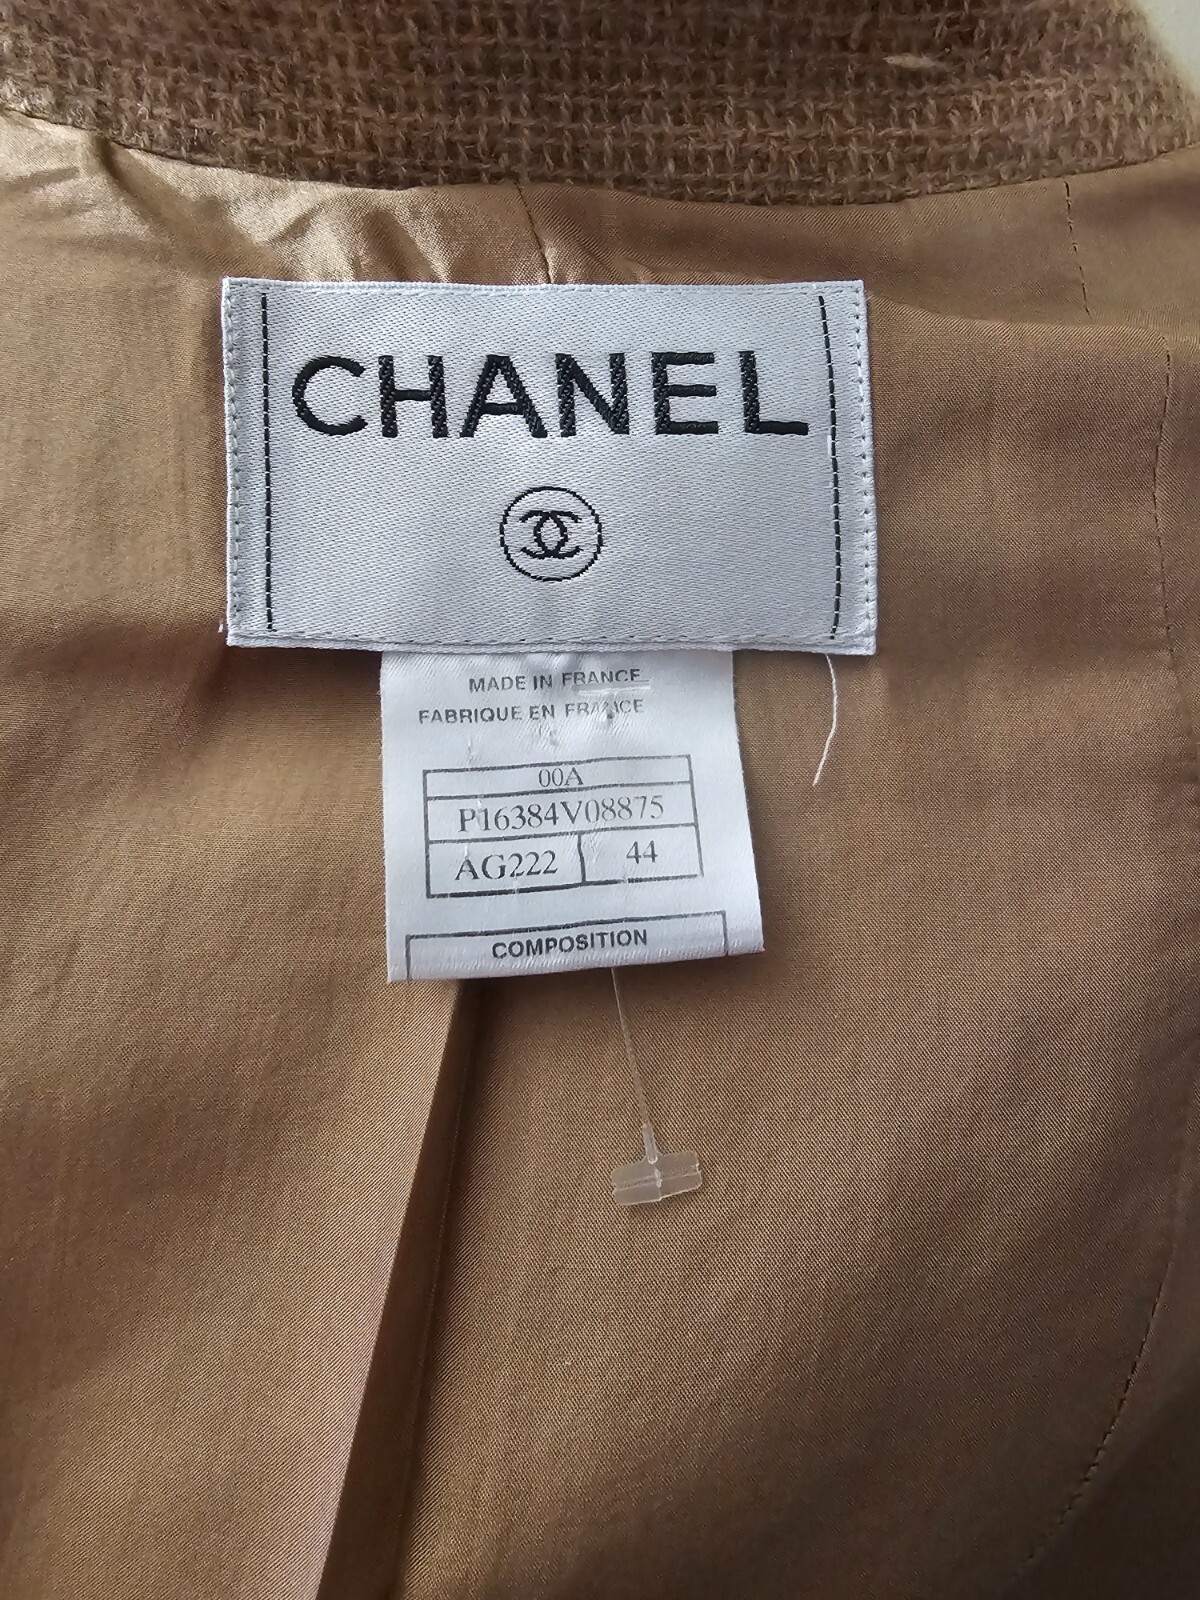 CHANEL
MADE IN FRANCE
FABRIQUE EN FRANCE
00A
P16384V08875
AG222 44
COMPOSITION